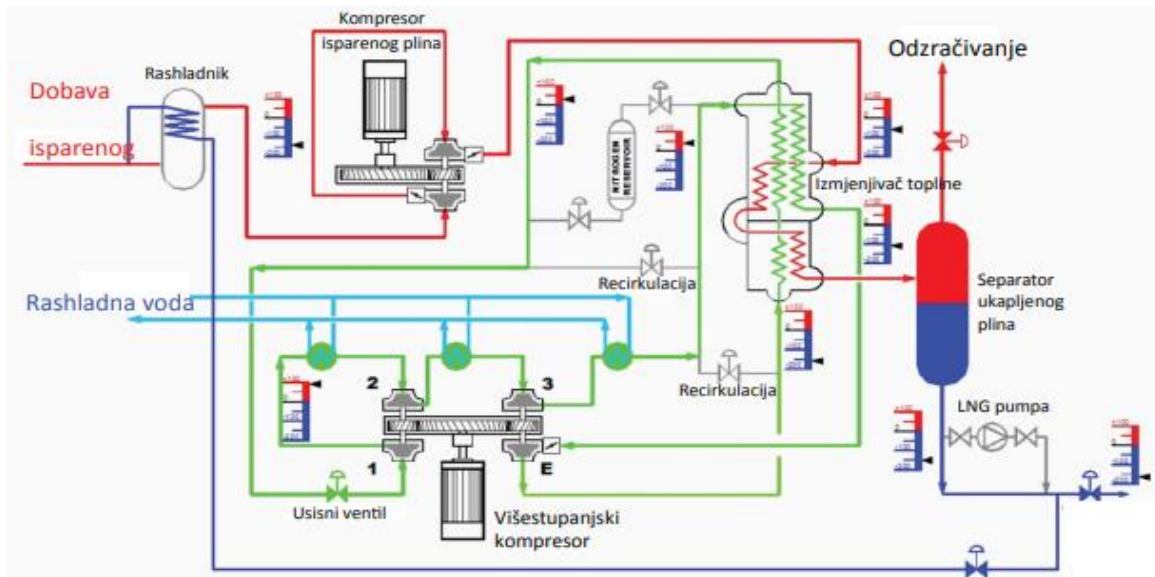 Kompresor
isparenog plina
Odzračivanje
Rashladnik
Dobava
isparenog
NITROGEN
RESERVOIR
Izmjenjivač topline
Recirkulacija
Separator
ukapljenog
plina
Rashladna voda
2
3
Recirkulacija
LNG pumpa
1
E
Usisni ventil
Višestupanjski
kompresor